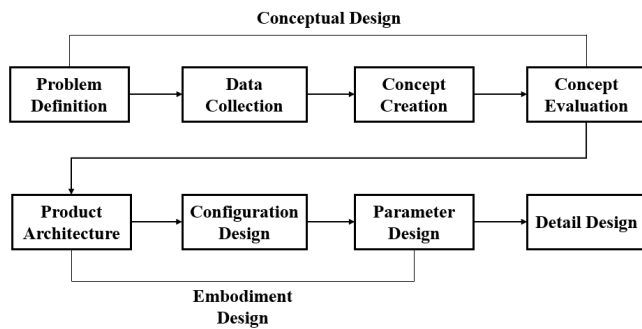 Conceptual Design
Problem
Definition
Data
Collection
Concept
Creation
Concept
Evaluation
Product
Architecture
Configuration
Design
Parameter
Design
Detail Design
Embodiment
Design